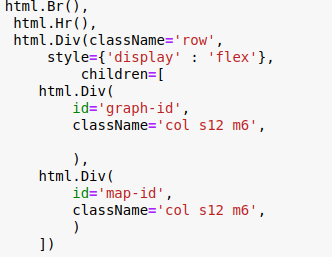 html.Br(),
html.Hr(),
html.Div(className='row',
style={'display' : 'flex'},
children=[
html.Div(
id='graph-id',
className='col s12 m6',
),
html.Div(
id='map-id',
className='col s12 m6',
)
])